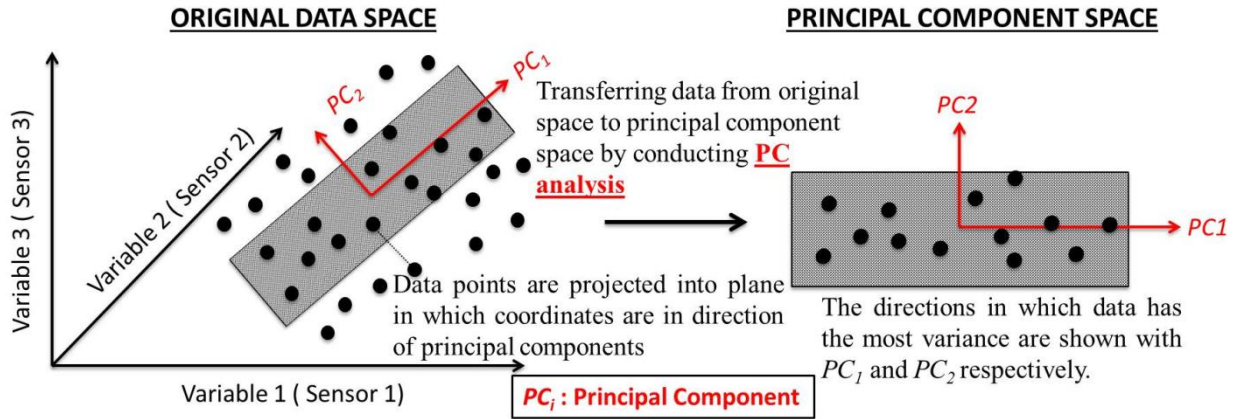 ORIGINAL DATA SPACE
PRINCIPAL COMPONENT SPACE
Variable 3 ( Sensor 3)
Variable 2 ( Sensor 2)
Variable 1 ( Sensor 1)
PC₂
PC₁
Transferring data from original
space to principal component
space by conducting PC
analysis
Data points are projected into plane
in which coordinates are in direction
of principal components
PCᵢ : Principal Component
PC2
PC1
The directions in which data has
the most variance are shown with
PC₁ and PC₂ respectively.